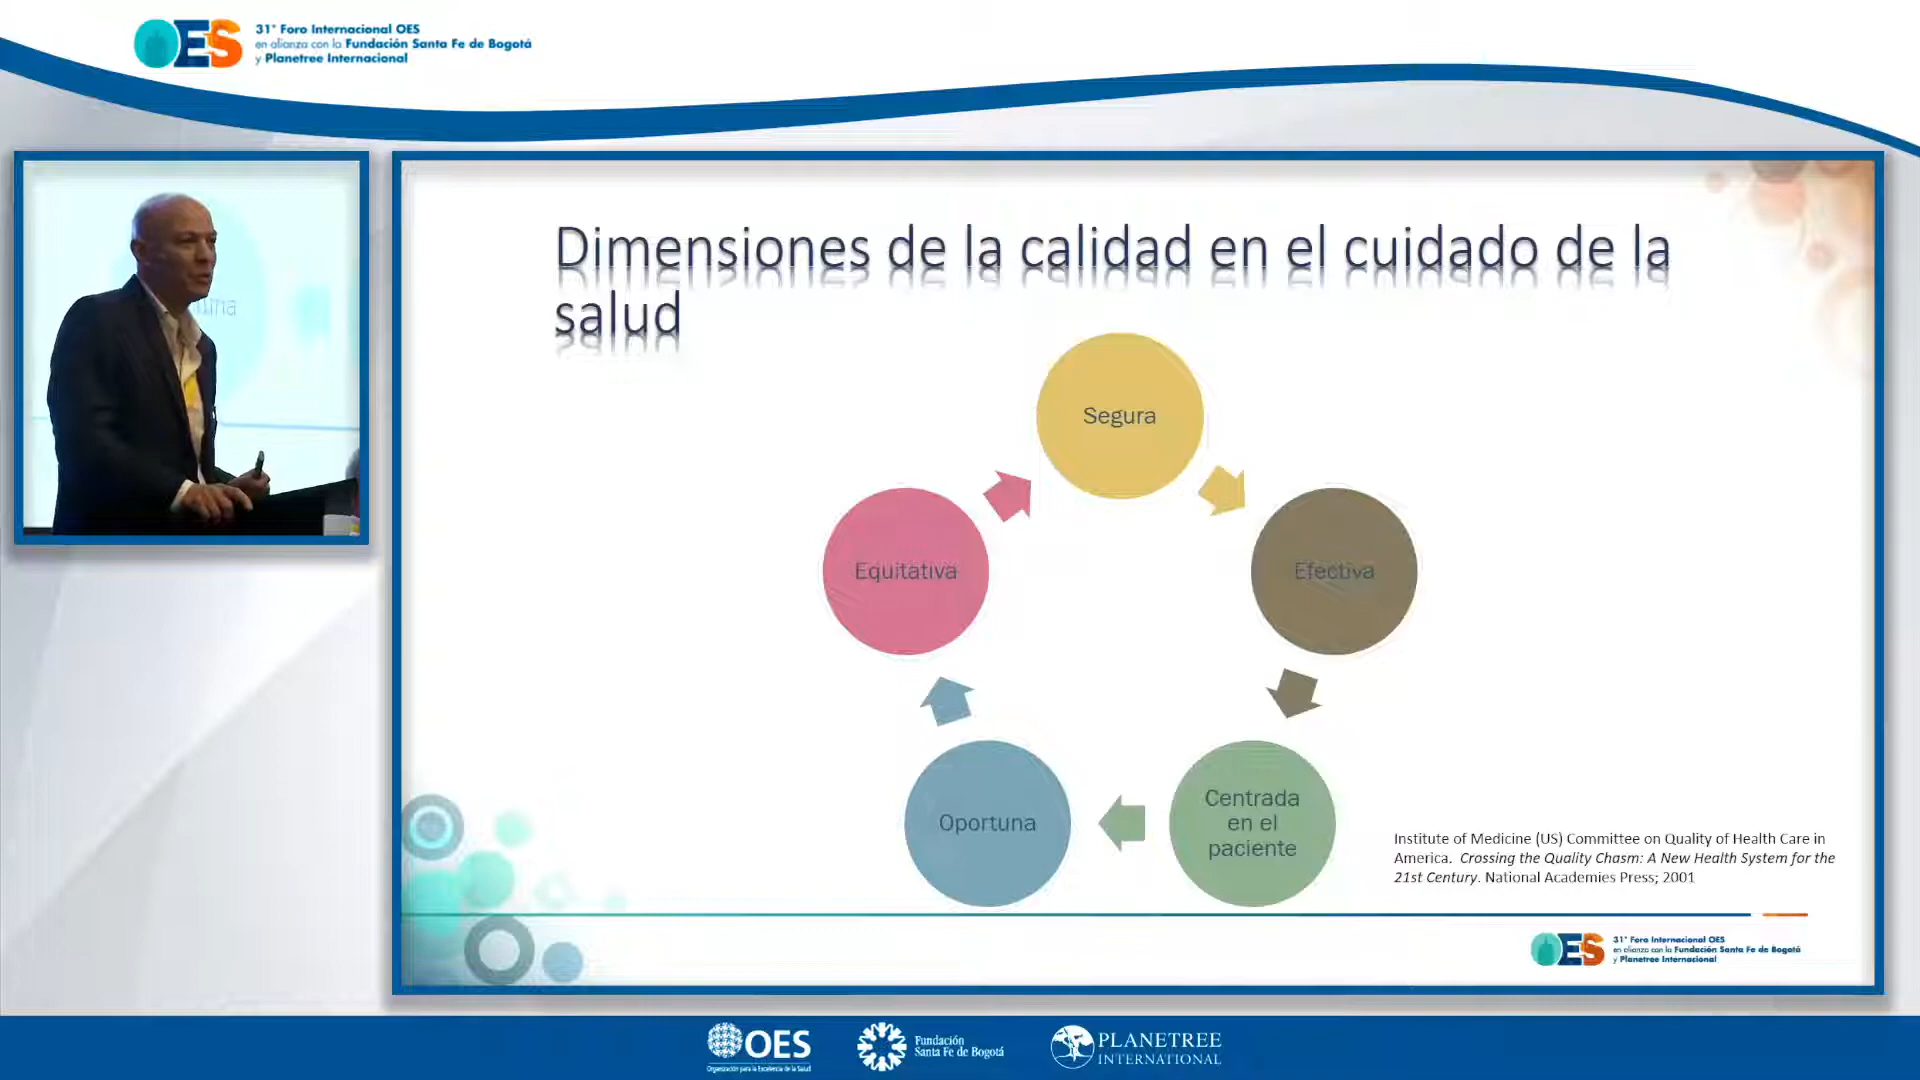 OES
31° Foro Internacional OES
en alianza con la Fundación Santa Fe de Bogotá
y Planetree Internacional
Dimensiones de la calidad en el cuidado de la
salud
Segura
Efectiva
Centrada
en el
paciente
Oportuna
Equitativa
Institute of Medicine (US) Committee on Quality of Health Care in
America. Crossing the Quality Chasm: A New Health System for the
21st Century. National Academies Press; 2001
OES
31° Foro Internacional OES
en alianza con la Fundación Santa Fe de Bogotá
y Planetree Internacional
OES
Organización para la Excelencia de la Salud
Fundación
Santa Fe de Bogotá
PLANETREE
INTERNATIONAL